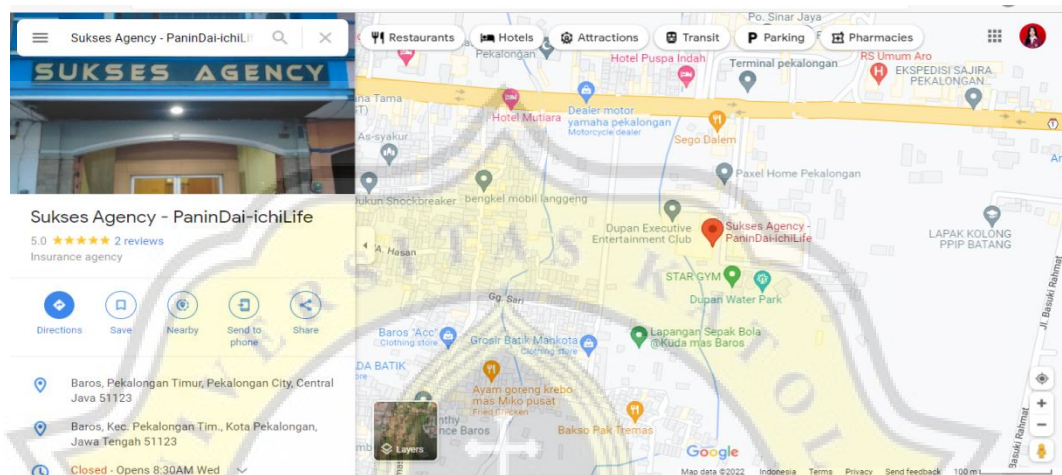 Sukses Agency - PaninDai-ichiLif
SUKSES AGENCY
Sukses Agency - PaninDai-ichiLife
5.0 ★★★★★ 2 reviews
Insurance agency
Directions
Save
Nearby
Send to
phone
Share
Baros, Pekalongan Timur, Pekalongan City, Central
Java 51123
Baros, Kec. Pekalongan Tim., Kota Pekalongan,
Jawa Tengah 51123
Closed · Opens 8:30AM Wed
Restaurants
Hotels
Attractions
Transit
Parking
Pharmacies
Po. Sinar Jaya
Pekalongan
Hotel Puspa Indah
Terminal pekalongan
RS Umum Aro
EKSPEDISI SAJIRA
PEKALONGAN...
Hotel Mutiara
Dealer motor
yamaha pekalongan
Motorcycle dealer
Sego Dalem
As-syakur
Paxel Home Pekalongan
bengkel mobil langgeng
Dupan Executive
Entertainment Club
Sukses Agency -
PaninDai-ichiLife
LAPAK KOLONG
PPIP BATANG
A. Hasan
STAR GYM
Dupan Water Park
Gg. Sari
Jl. Basuki Rahmat
Baros "Acc"
Clothing store
Grosir Batik Mankota
Clothing store
Lapangan Sepak Bola
@Kuda mas Baros
Ayam goreng krebo
mas Miko pusat
Fried Chicken
Bakso Pak Tremas
Layers
Basuki Rahmat
Google
Map data ©2022
Indonesia
Terms
Privacy
Send feedback
100 m
UNIVERSITAS KATOL